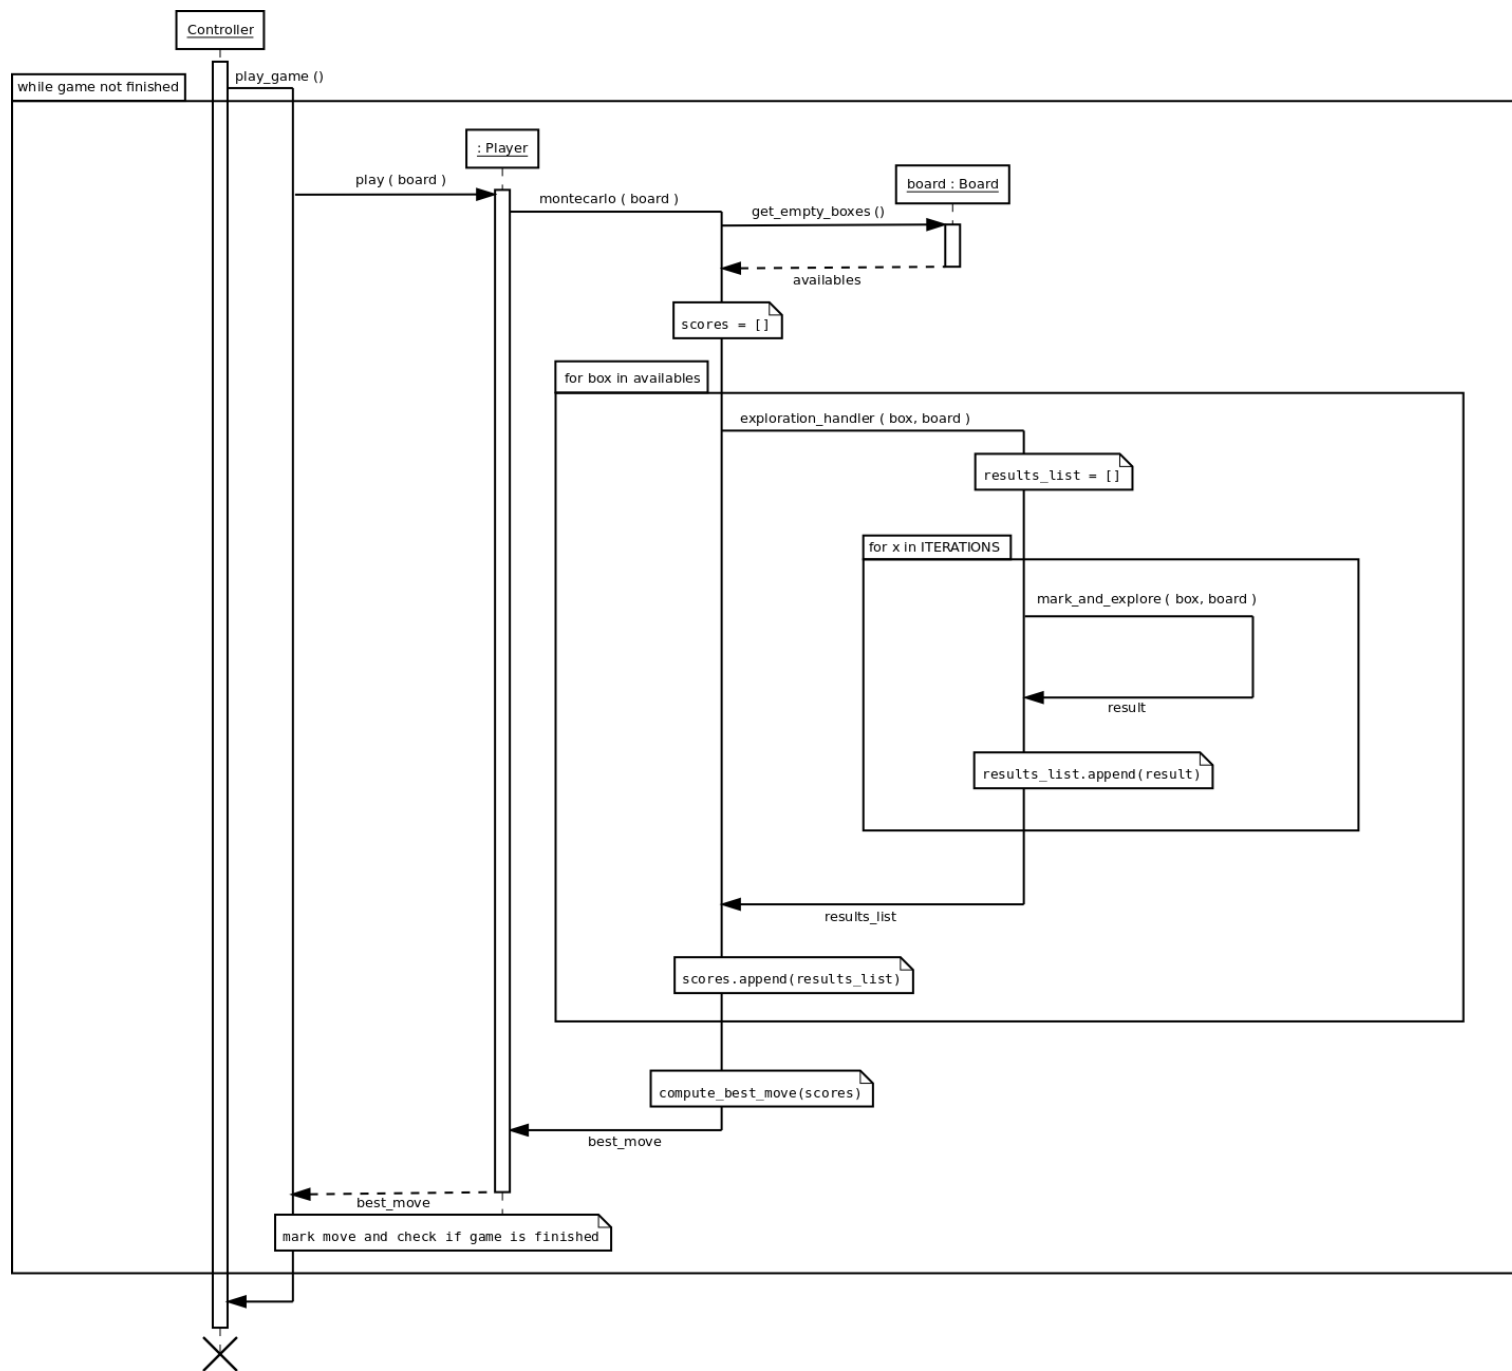 Controller
play_game ()
while game not finished
: Player
play ( board )
board : Board
montecarlo ( board )
get_empty_boxes ()
availables
scores = []
for box in availables
exploration_handler ( box, board )
results_list = []
for x in ITERATIONS
mark_and_explore ( box, board )
result
results_list.append(result)
results_list
scores.append(results_list)
compute_best_move(scores)
best_move
best_move
mark move and check if game is finished